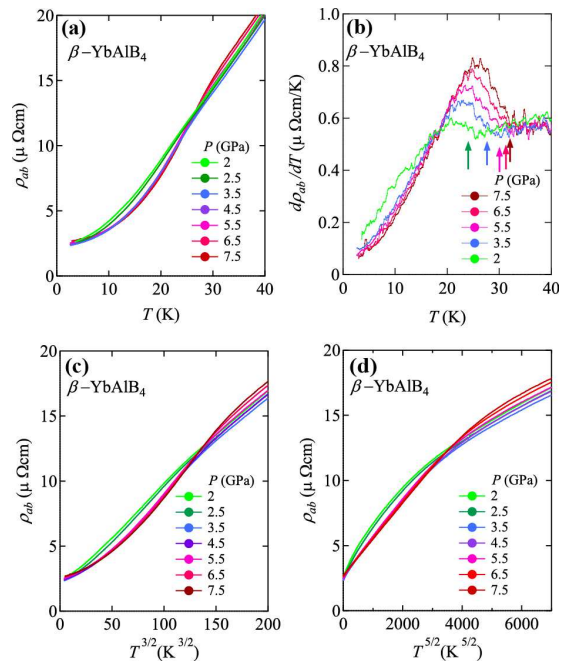 (a)
β−YbAlB4
ρab (μ Ωcm)
20
15
10
5
0
P (GPa)
2
2.5
3.5
4.5
5.5
6.5
7.5
0 10 20 30 40
T (K)
(b)
β−YbAlB4
dρab/dT (μ Ωcm/K)
1.0
0.8
0.6
0.4
0.2
0.0
P (GPa)
7.5
6.5
5.5
3.5
2
0 10 20 30 40
T (K)
(c)
β−YbAlB4
ρab (μ Ωcm)
20
15
10
5
0
P (GPa)
2
2.5
3.5
4.5
5.5
6.5
7.5
0 50 100 150 200
T3/2(K3/2)
(d)
β−YbAlB4
ρab (μ Ωcm)
20
15
10
5
0
P (GPa)
2
2.5
3.5
4.5
5.5
6.5
7.5
0 2000 4000 6000
T5/2(K5/2)